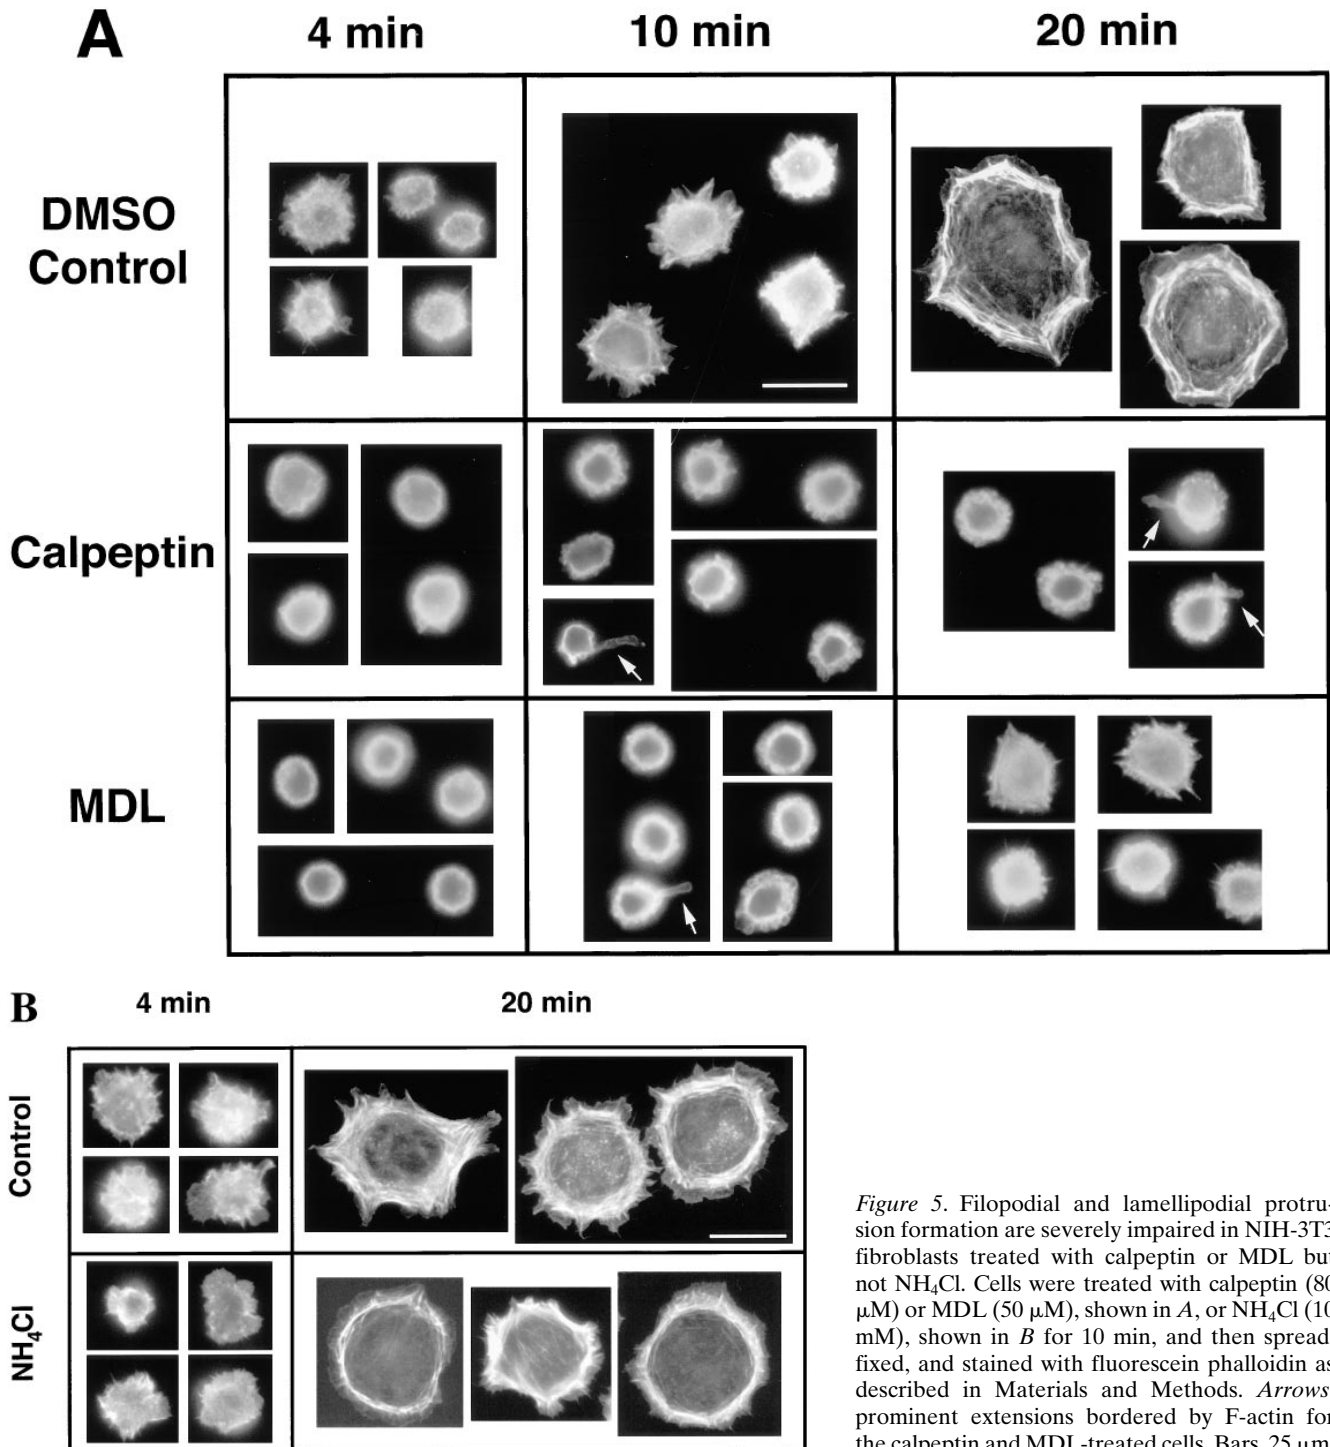 A
4 min
10 min
20 min
DMSO
Control
Calpeptin
MDL
B
4 min
20 min
Control
NH4Cl
Figure 5. Filopodial and lamellipodial protru-
sion formation are severely impaired in NIH-3T3
fibroblasts treated with calpeptin or MDL but
not NH4Cl. Cells were treated with calpeptin (80
μM) or MDL (50 μM), shown in A, or NH4Cl (10
mM), shown in B for 10 min, and then spread,
fixed, and stained with fluorescein phalloidin as
described in Materials and Methods. Arrows,
prominent extensions bordered by F-actin for
the calpeptin and MDL-treated cells. Bars, 25 μm.